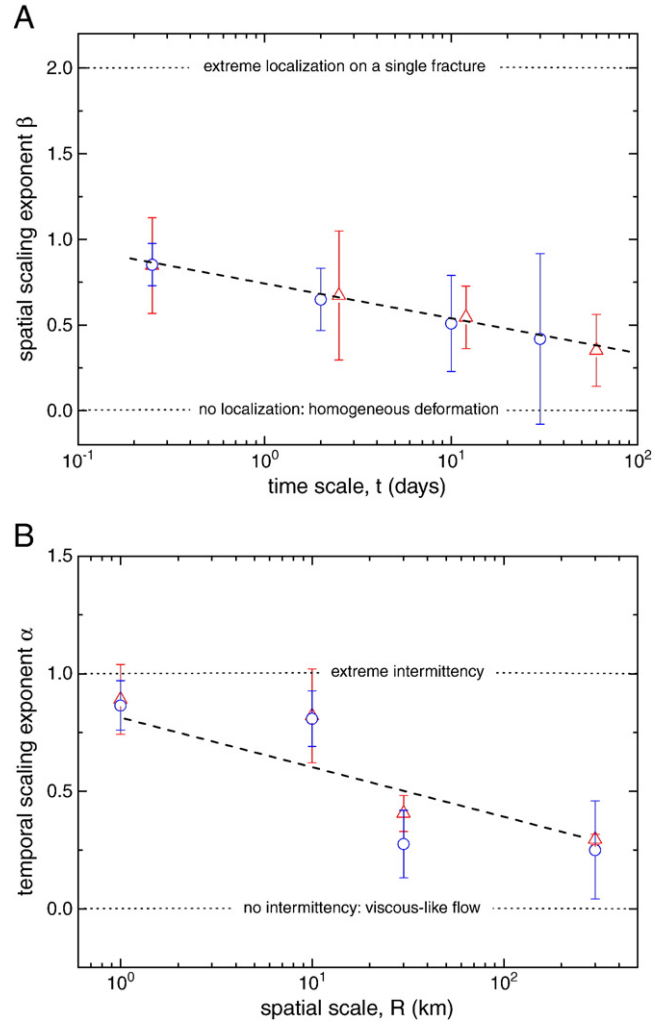 A
2.0
1.5
1.0
0.5
0.0
spatial scaling exponent β
extreme localization on a single fracture
no localization: homogeneous deformation
10⁻¹ 10⁰ 10¹ 10²
time scale, t (days)
B
1.5
1.0
0.5
0.0
temporal scaling exponent α
extreme intermittency
no intermittency: viscous-like flow
10⁰ 10¹ 10²
spatial scale, R (km)